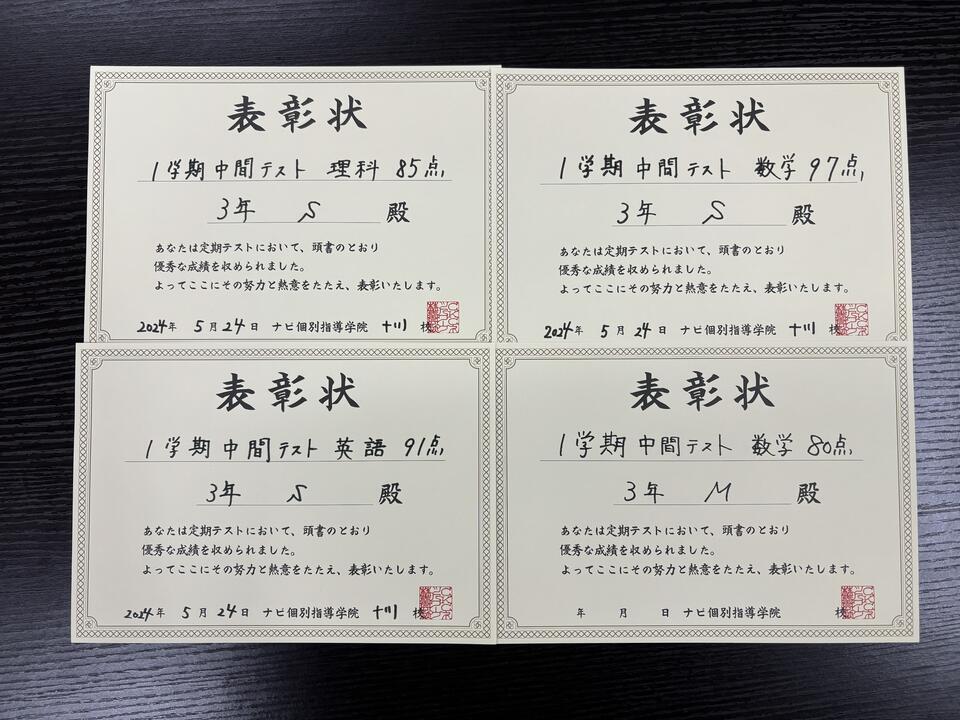 表彰状
1学期中間テスト 理科 85点
3年 S 殿
あなたは定期テストにおいて、頭書のとおり
優秀な成績を収められました。
よってここにその努力と熱意をたたえ、表彰いたします。
2024年 5月24日 ナビ個別指導学院 十川 校
表彰状
1学期中間テスト 数学 97点
3年 S 殿
あなたは定期テストにおいて、頭書のとおり
優秀な成績を収められました。
よってここにその努力と熱意をたたえ、表彰いたします。
2024年 5月24日 ナビ個別指導学院 十川 校
表彰状
1学期中間テスト 英語 91点
3年 S 殿
あなたは定期テストにおいて、頭書のとおり
優秀な成績を収められました。
よってここにその努力と熱意をたたえ、表彰いたします。
2024年 5月24日 ナビ個別指導学院 十川 校
表彰状
1学期中間テスト 数学 80点
3年 M 殿
あなたは定期テストにおいて、頭書のとおり
優秀な成績を収められました。
よってここにその努力と熱意をたたえ、表彰いたします。
年 月 日 ナビ個別指導学院 校